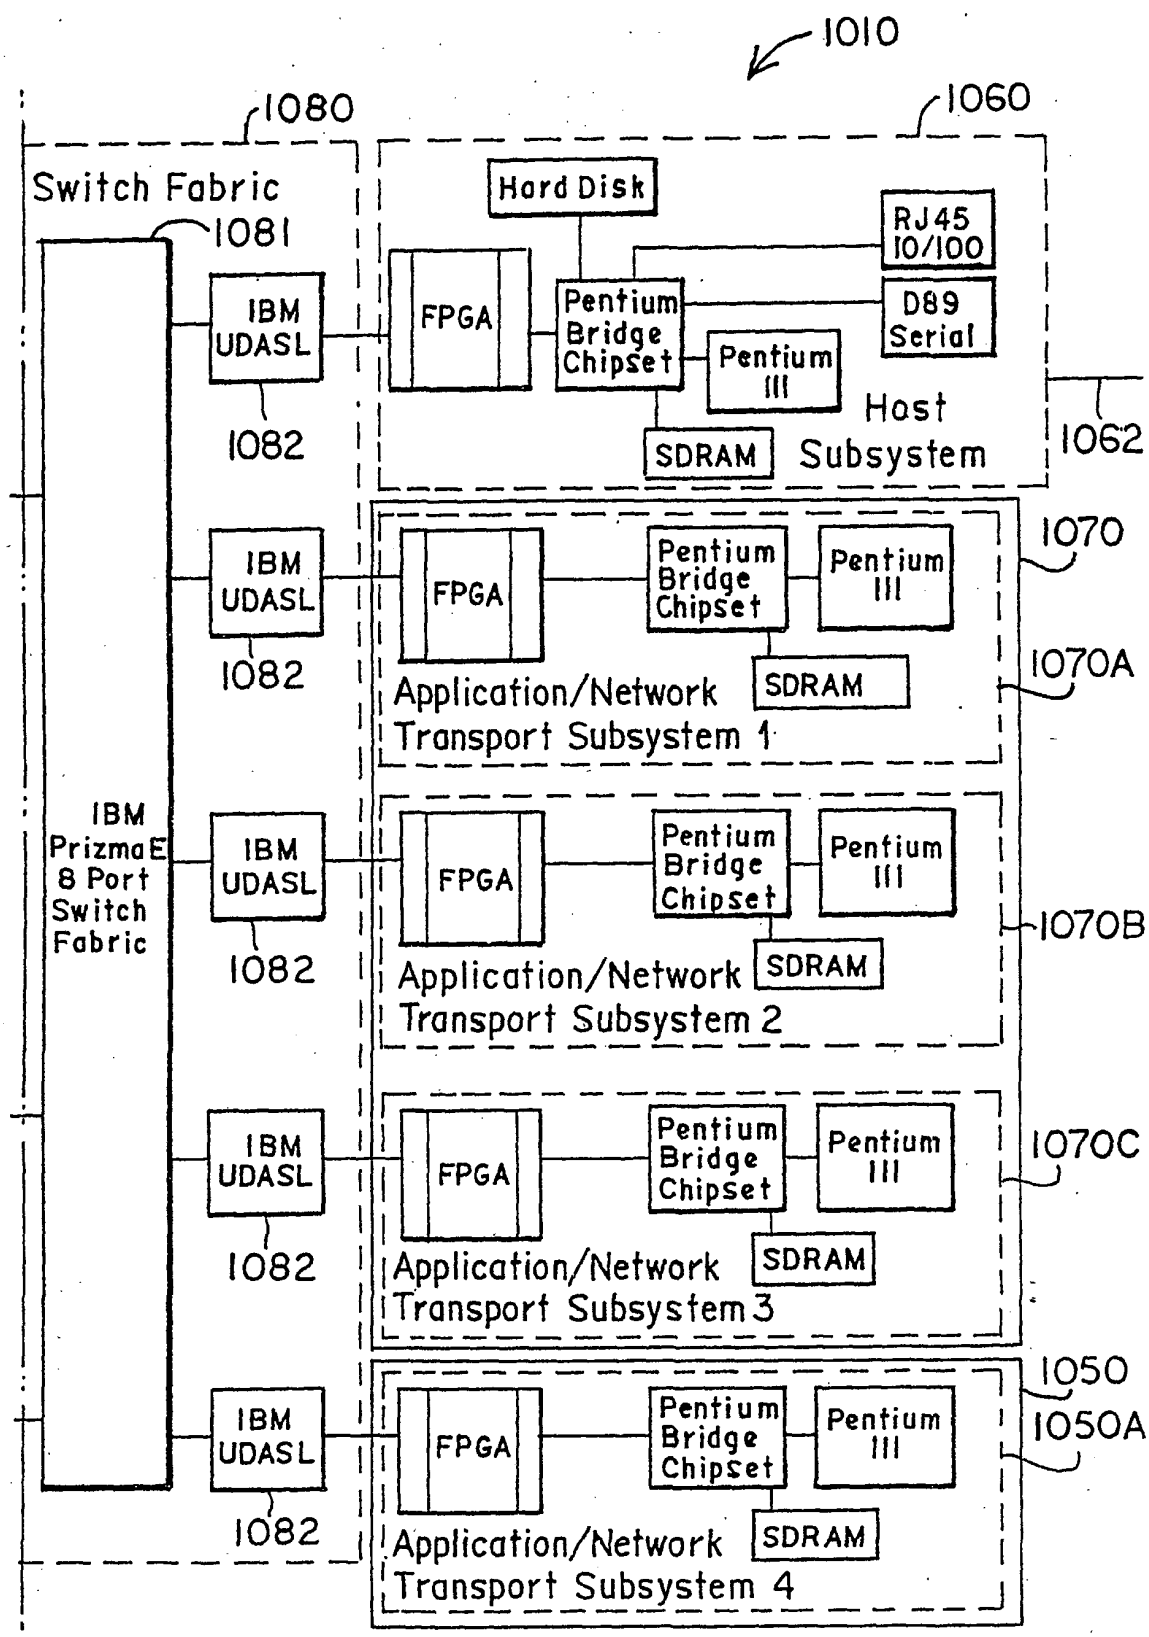 1010
1080
1060
Switch Fabric
1081
Hard Disk
RJ45
10/100
IBM
UDASL
FPGA
Pentium
Bridge
Chipset
D89
Serial
Pentium
III
Host
Subsystem
1082
SDRAM
1062
IBM
UDASL
FPGA
Pentium
Bridge
Chipset
Pentium
III
1070
1082
SDRAM
1070A
Application/Network
Transport Subsystem 1
IBM
PrizmaE
8 Port
Switch
Fabric
IBM
UDASL
FPGA
Pentium
Bridge
Chipset
Pentium
III
1070B
1082
SDRAM
Application/Network
Transport Subsystem 2
IBM
UDASL
FPGA
Pentium
Bridge
Chipset
Pentium
III
1070C
1082
SDRAM
Application/Network
Transport Subsystem 3
1050
IBM
UDASL
FPGA
Pentium
Bridge
Chipset
Pentium
III
1050A
1082
SDRAM
Application/Network
Transport Subsystem 4